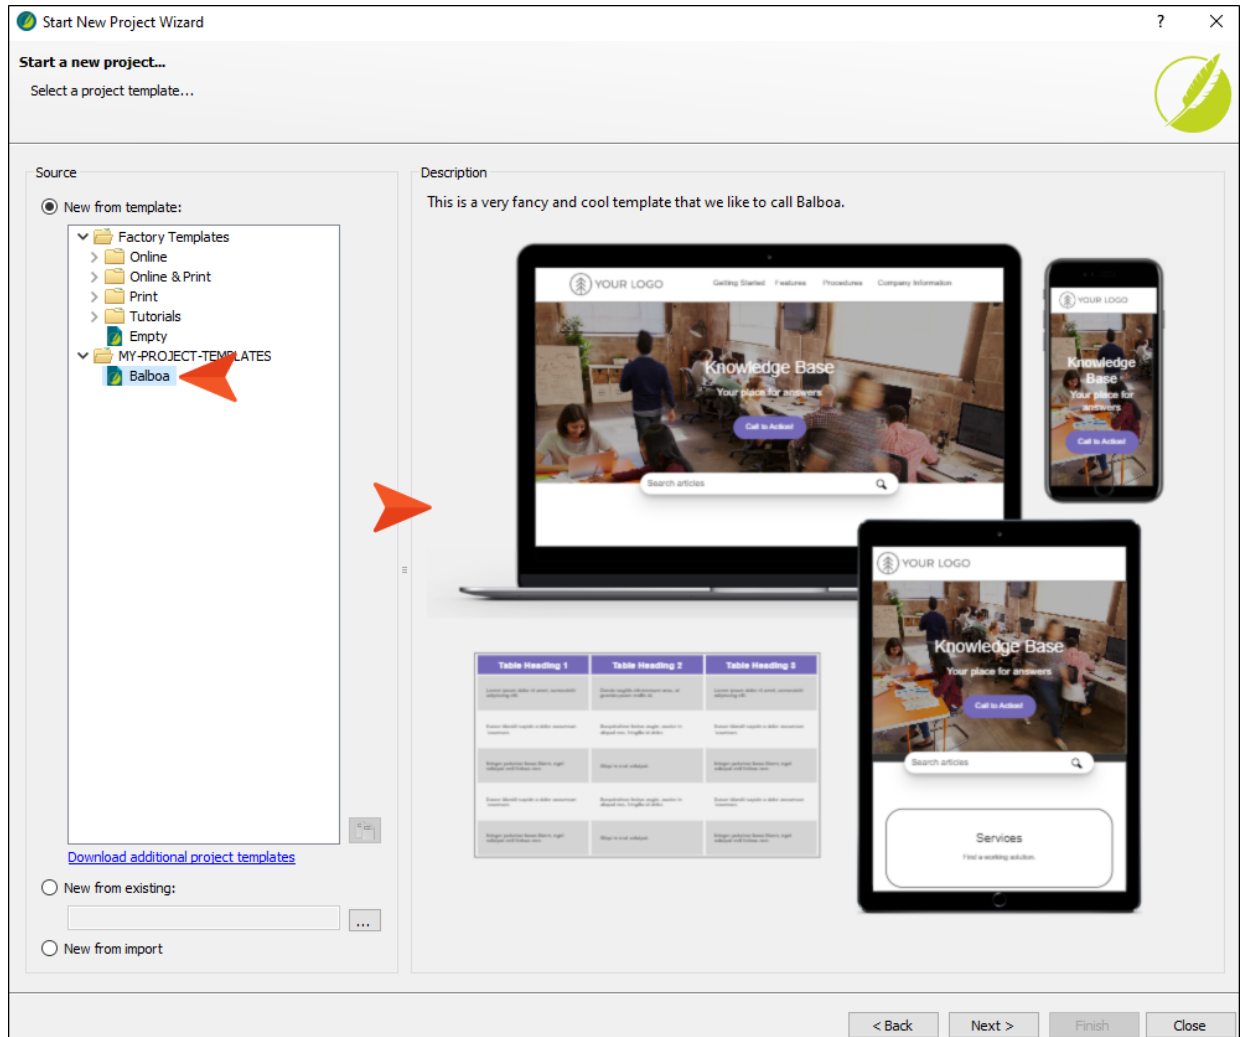 Start New Project Wizard
?
Start a new project...
Select a project template...
Source
New from template:
Factory Templates
Online
Online & Print
Print
Tutorials
Empty
MY-PROJECT-TEMPLATES
Balboa
Download additional project templates
New from existing:
...
New from import
Description
This is a very fancy and cool template that we like to call Balboa.
YOUR LOGO
Getting Started Features Procedures Company Information
Knowledge Base
Your place for answers
Call to Action!
Search articles
YOUR LOGO
Knowledge
Base
Your place for
answers
Call to Action!
YOUR LOGO
Knowledge Base
Your place for answers
Call to Action!
Search articles
Services
Find a working solution.
Table Heading 1 Table Heading 2 Table Heading 3
< Back
Next >
Finish
Close